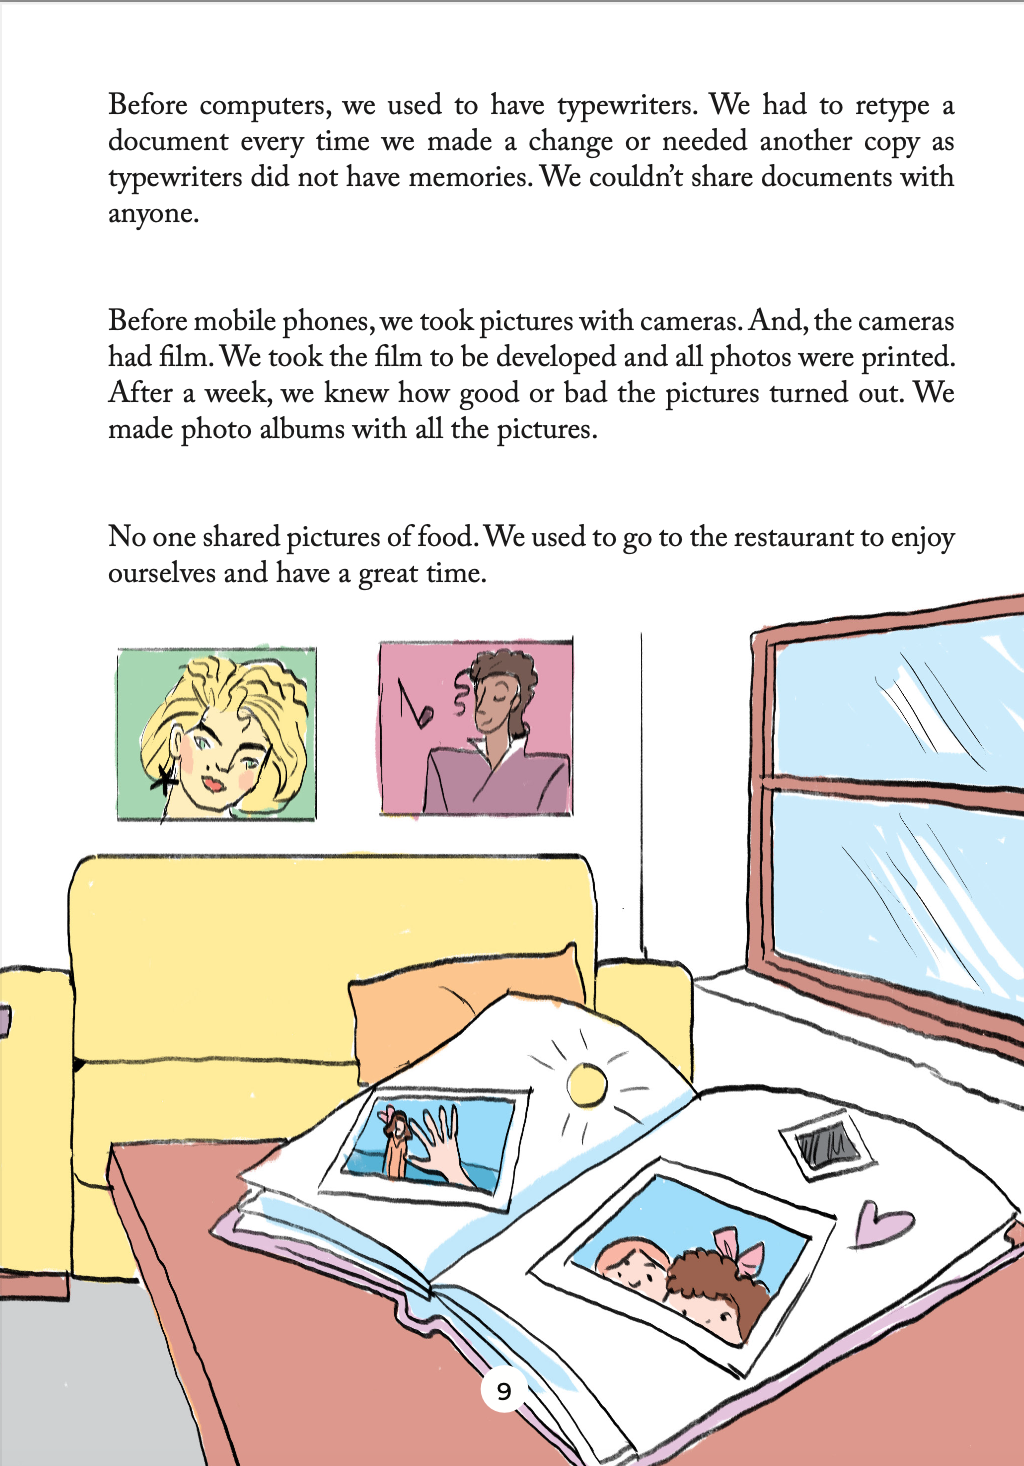 Before computers, we used to have typewriters. We had to retype a
document every time we made a change or needed another copy as
typewriters did not have memories. We couldn’t share documents with
anyone.
Before mobile phones, we took pictures with cameras. And, the cameras
had film. We took the film to be developed and all photos were printed.
After a week, we knew how good or bad the pictures turned out. We
made photo albums with all the pictures.
No one shared pictures of food. We used to go to the restaurant to enjoy
ourselves and have a great time.
9